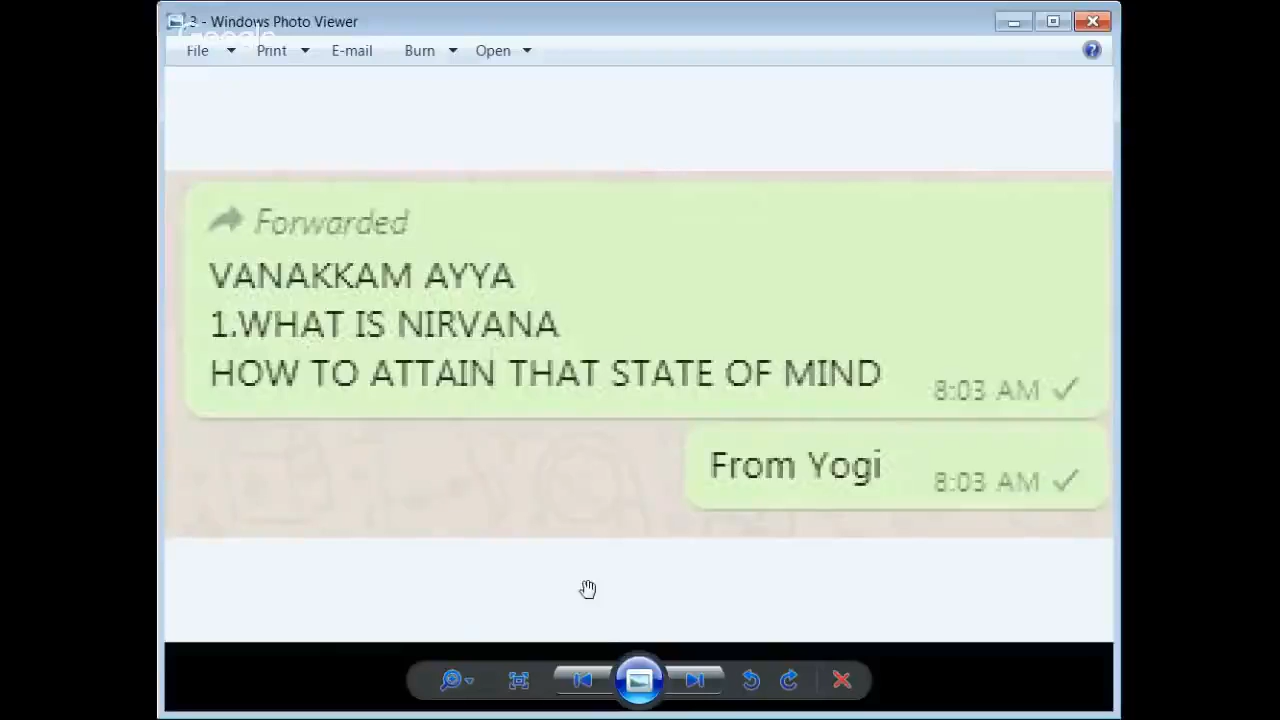 3 - Windows Photo Viewer
Google
File Print E-mail Burn Open
Forwarded
VANAKKAM AYYA
1.WHAT IS NIRVANA
HOW TO ATTAIN THAT STATE OF MIND
8:03 AM
From Yogi
8:03 AM